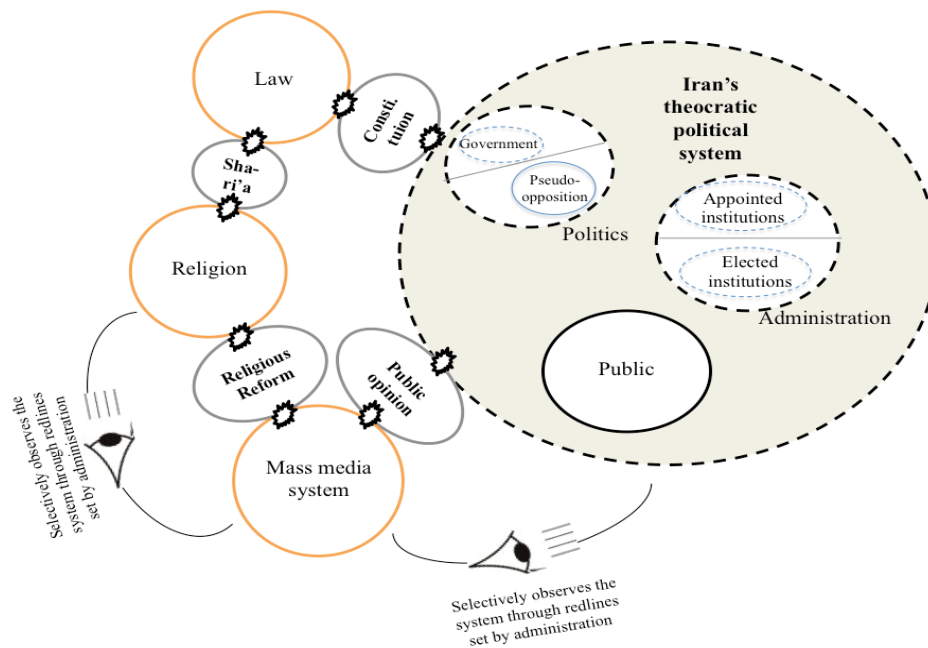 Law
Consti.
tuion
Sha-
ri'a
Religion
Religious
Reform
Public
opinion
Mass media
system
Iran's
theocratic
political
system
Government
Pseudo-
opposition
Politics
Appointed
institutions
Elected
institutions
Administration
Public
Selectively observes the
system through redlines
set by administration
Selectively observes the
system through redlines
set by administration